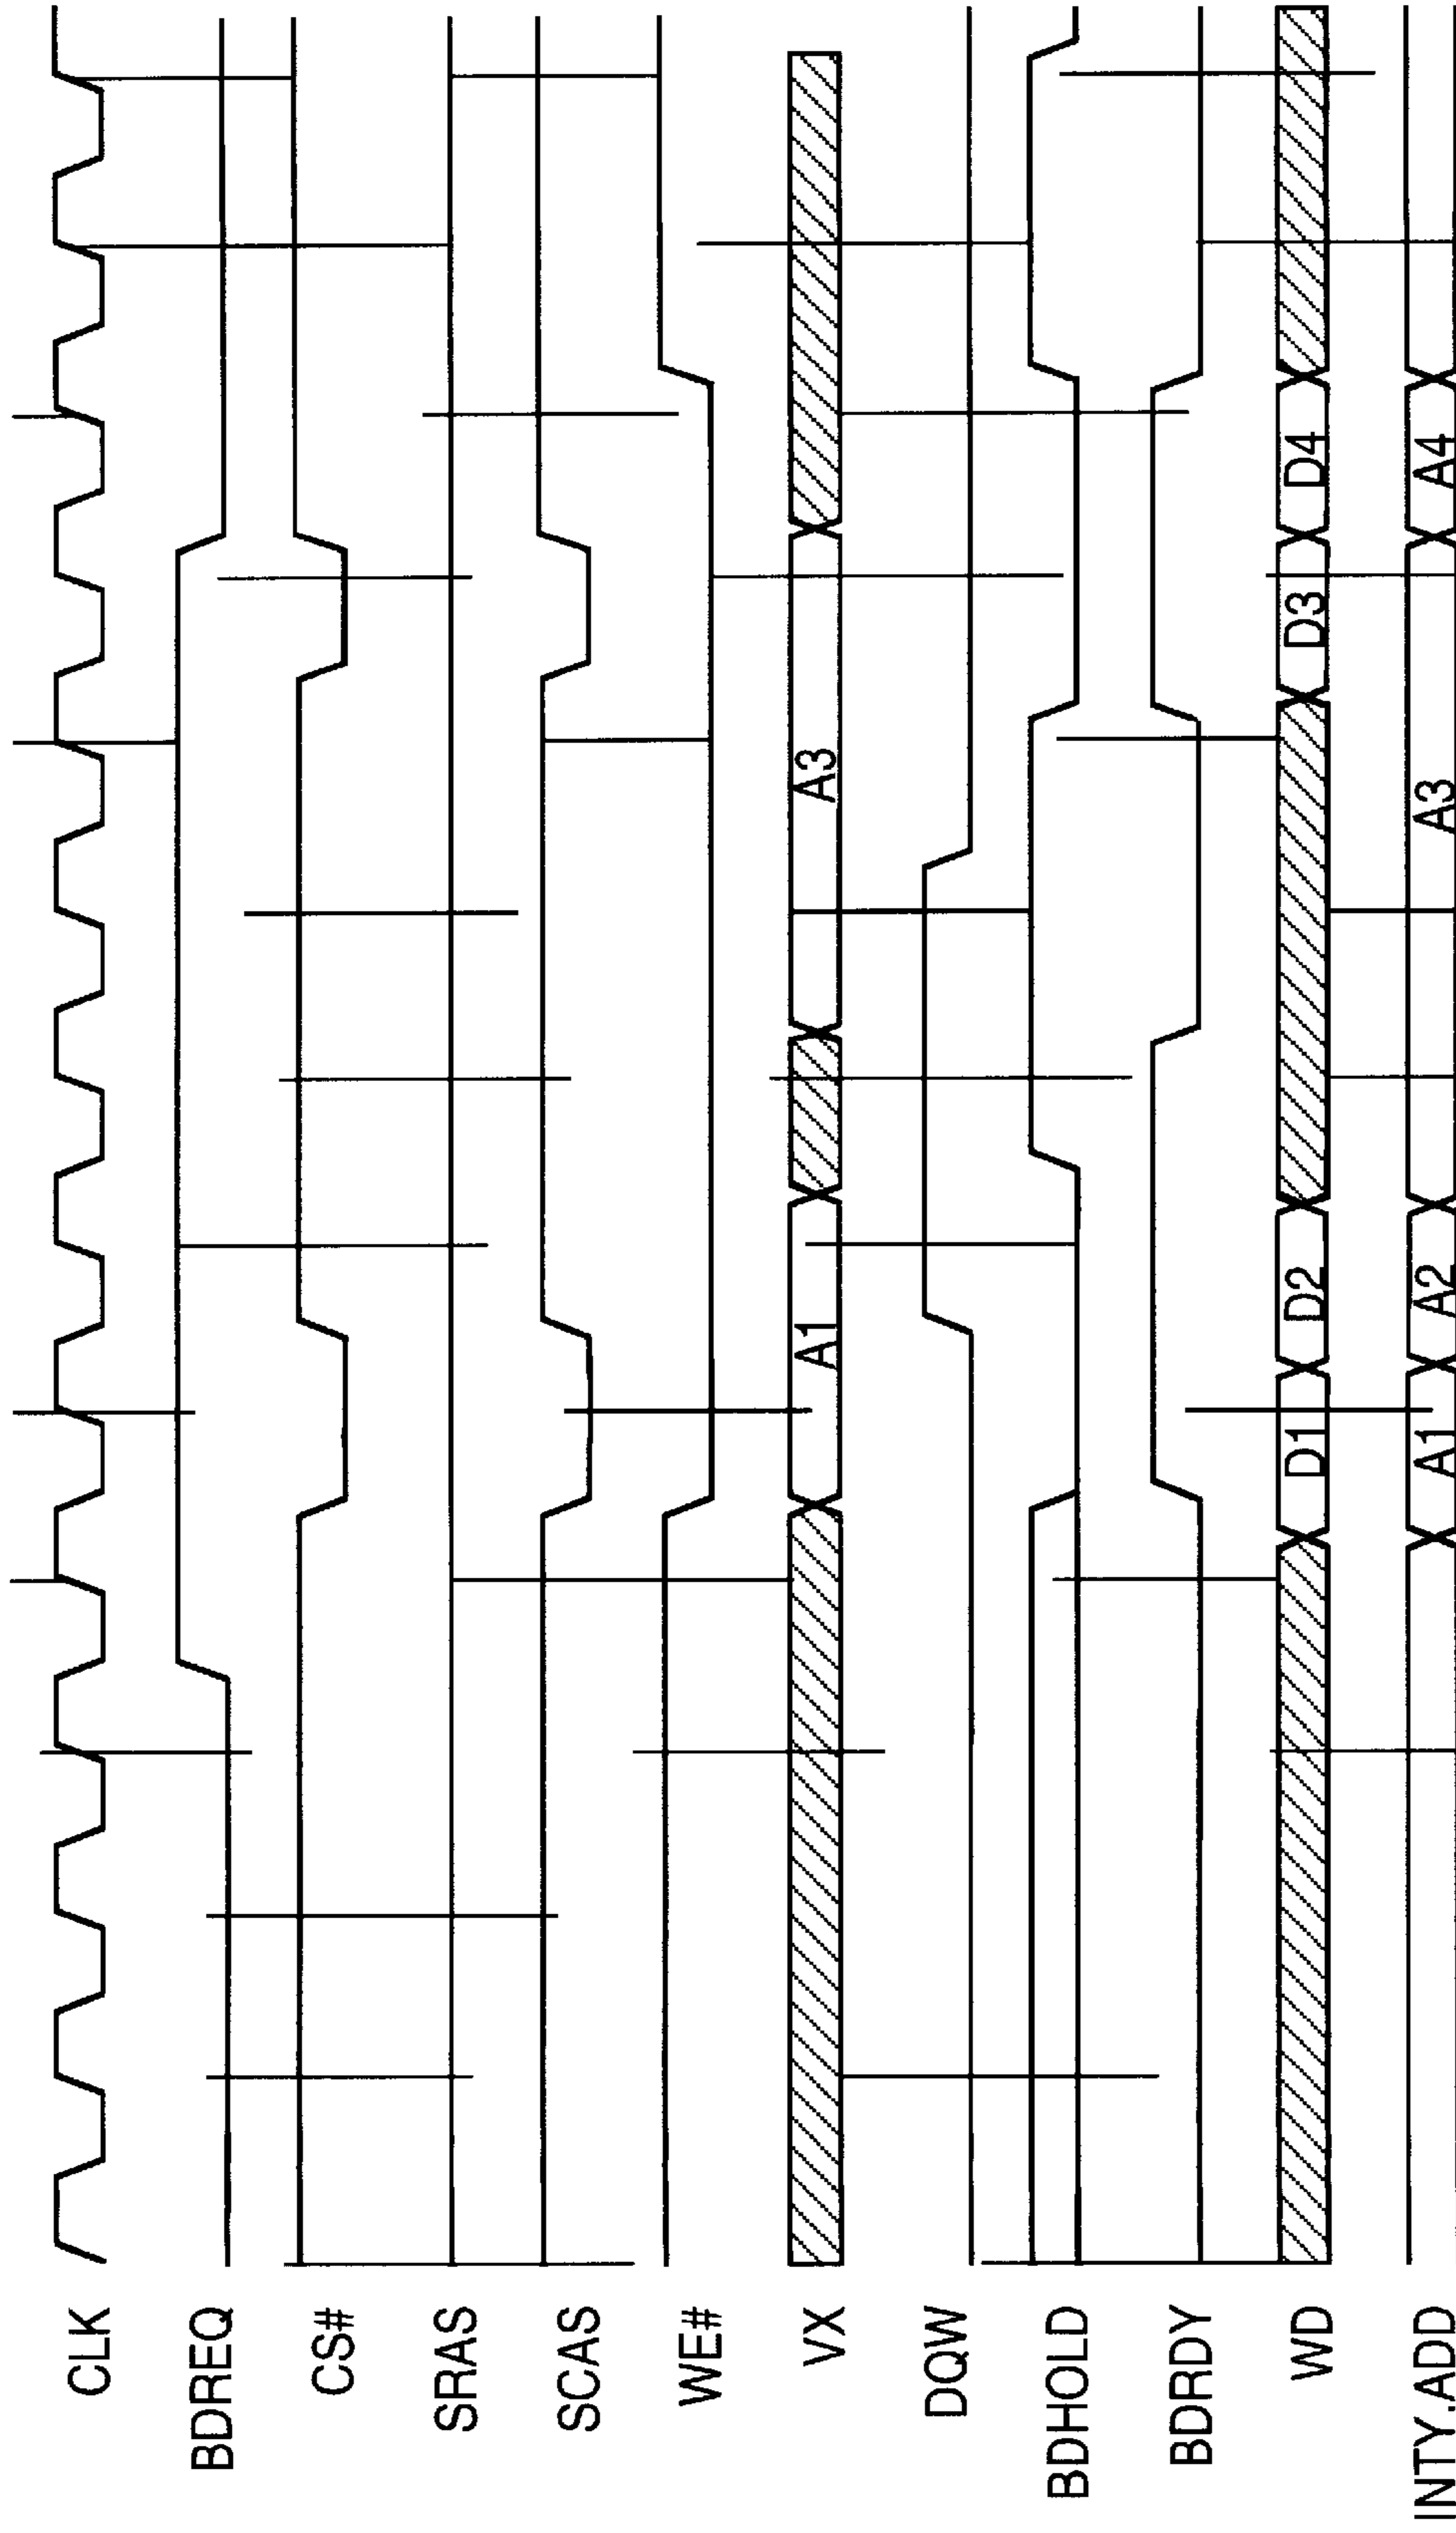 CLK
BDREQ
CS#
SRAS
SCAS
WE#
VX A1 A3
DQW
BDHOLD
BDRDY
WD D1 D2 D3 D4
INTY.ADD A1 A2 A3 A4